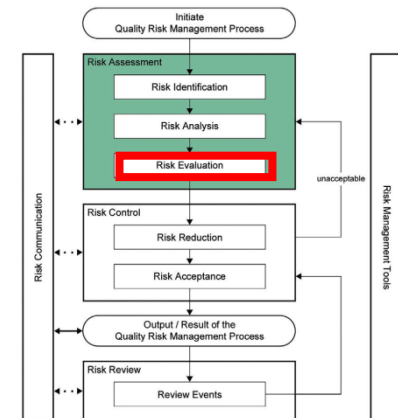 Initiate
Quality Risk Management Process
Risk Assessment
Risk Identification
Risk Analysis
Risk Evaluation
unacceptable
Risk Control
Risk Reduction
Risk Acceptance
Output / Result of the
Quality Risk Management Process
Risk Review
Review Events
Risk Communication
Risk Management Tools